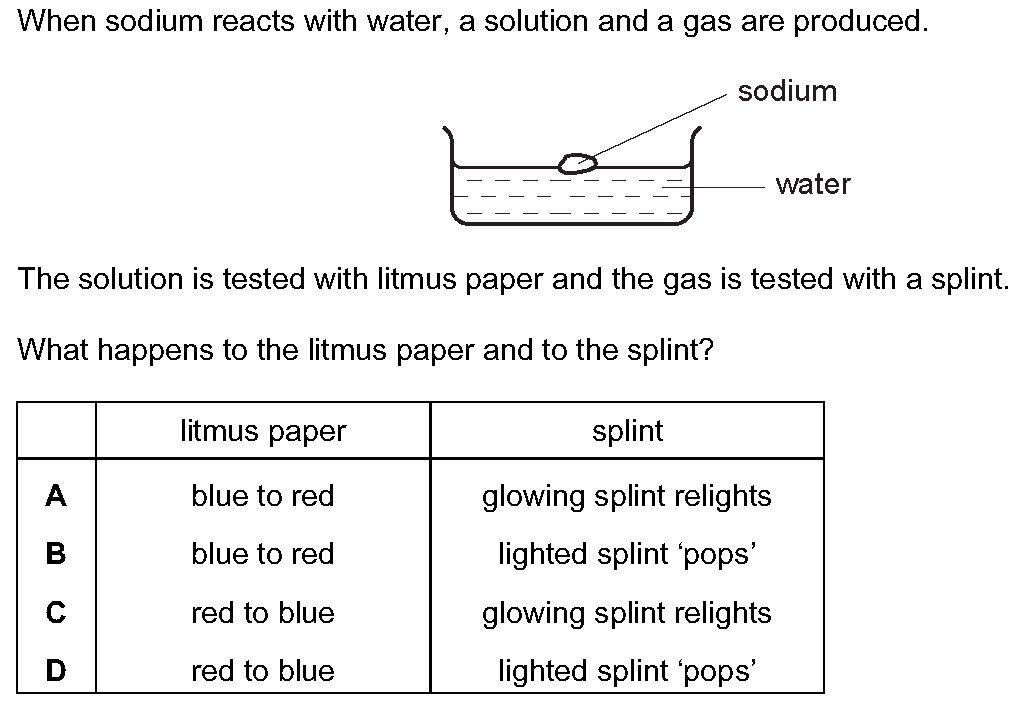 When sodium reacts with water, a solution and a gas are produced.
sodium
water
The solution is tested with litmus paper and the gas is tested with a splint.
What happens to the litmus paper and to the splint?
litmus paper splint
A blue to red glowing splint relights
B blue to red lighted splint ‘pops’
C red to blue glowing splint relights
D red to blue lighted splint ‘pops’